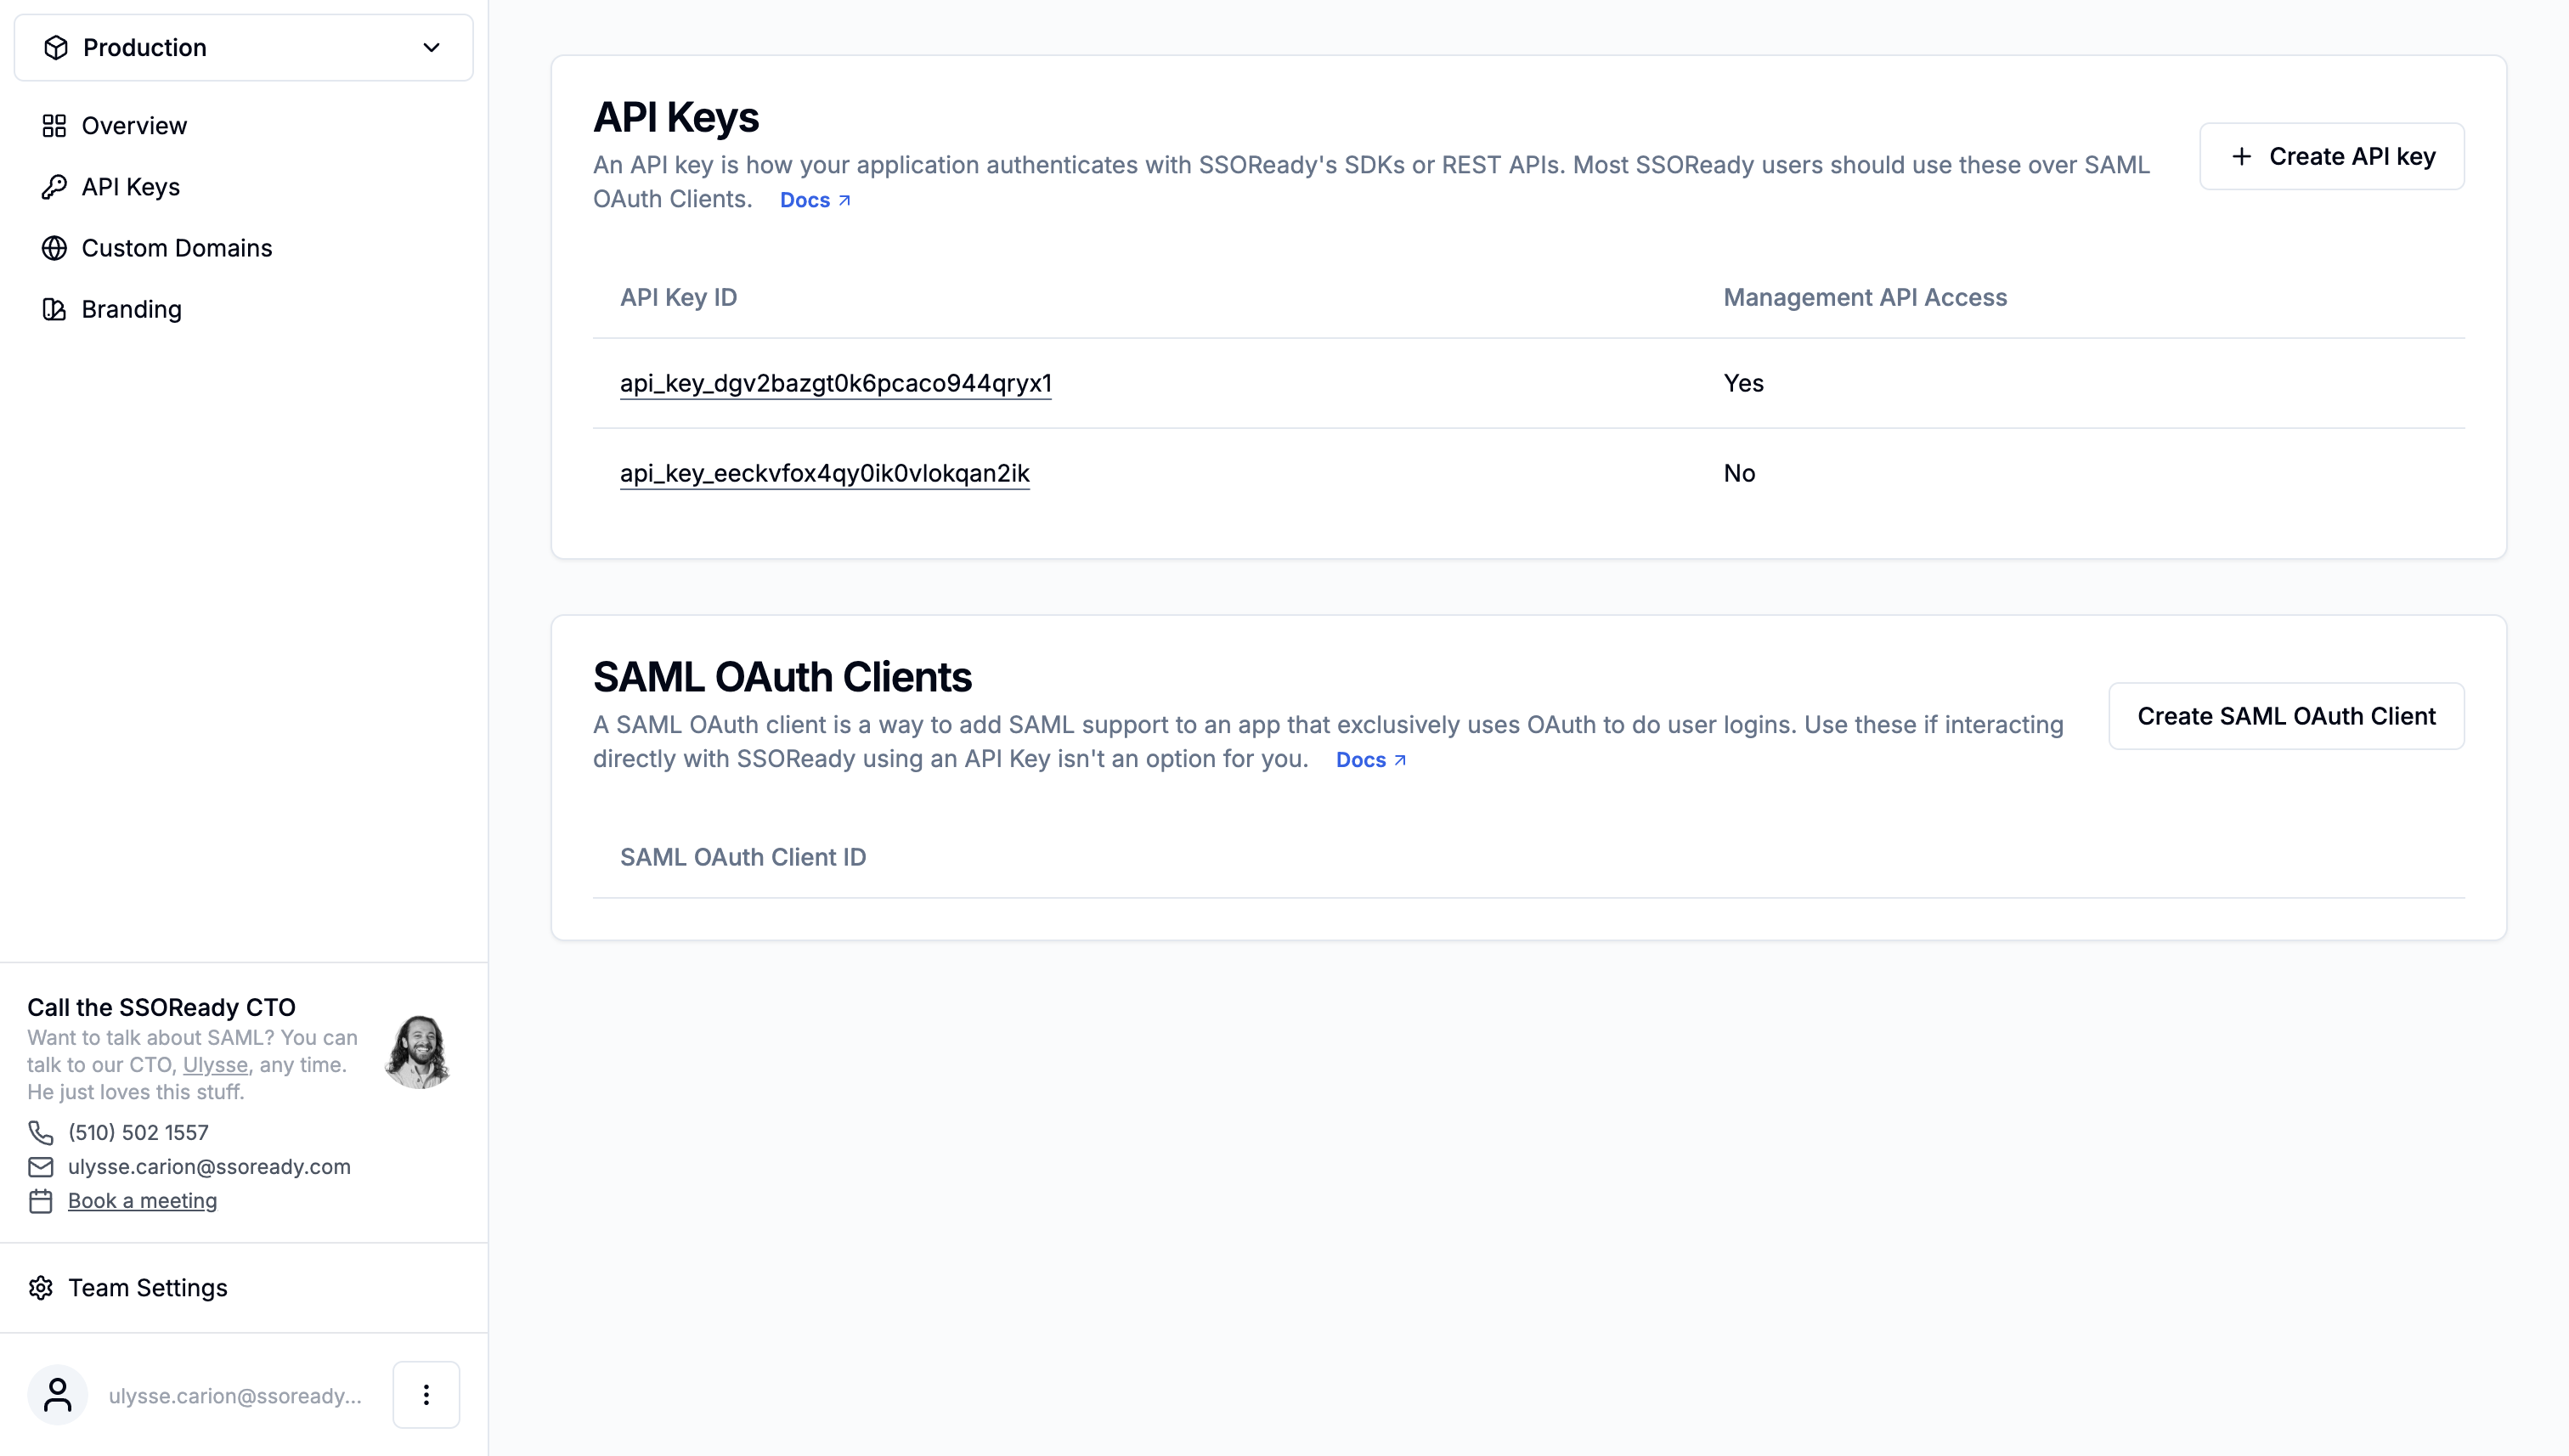 Production
Overview
API Keys
Custom Domains
Branding
Call the SSOReady CTO
Want to talk about SAML? You can
talk to our CTO, Ulysse, any time.
He just loves this stuff.
(510) 502 1557
ulysse.carion@ssoready.com
Book a meeting
Team Settings
ulysse.carion@ssoready...
API Keys
An API key is how your application authenticates with SSOReady's SDKs or REST APIs. Most SSOReady users should use these over SAML
OAuth Clients. Docs
Create API key
API Key ID Management API Access
api_key_dgv2bazgt0k6pcaco944qryx1 Yes
api_key_eeckvfox4qy0ik0vlokqan2ik No
SAML OAuth Clients
A SAML OAuth client is a way to add SAML support to an app that exclusively uses OAuth to do user logins. Use these if interacting
directly with SSOReady using an API Key isn't an option for you. Docs
Create SAML OAuth Client
SAML OAuth Client ID